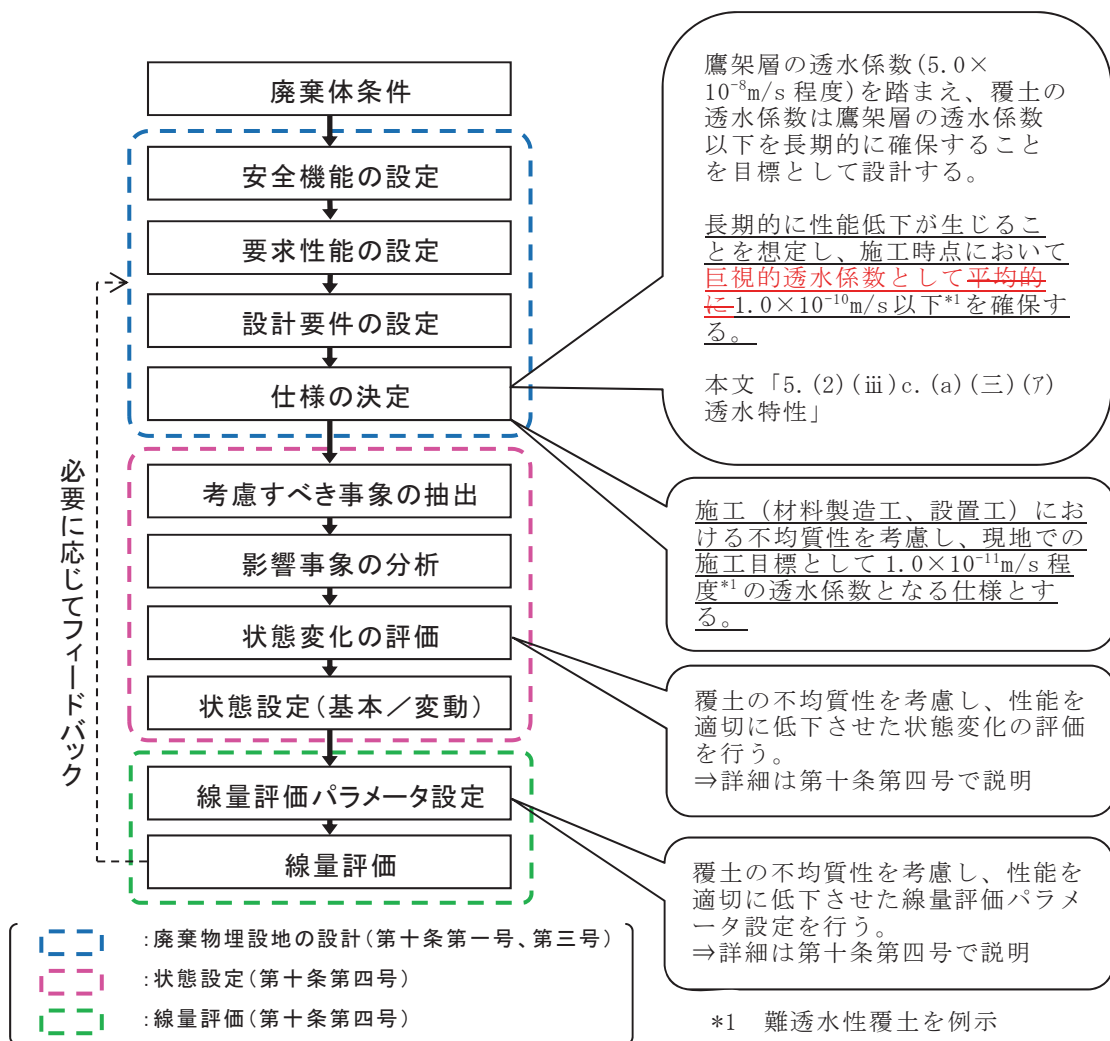 廃棄体条件
安全機能の設定
要求性能の設定
設計要件の設定
仕様の決定
考慮すべき事象の抽出
影響事象の分析
状態変化の評価
状態設定(基本／変動)
線量評価パラメータ設定
線量評価
必要に応じてフィードバック
鷹架層の透水係数(5.0×
10⁻⁸m/s 程度)を踏まえ、覆土の
透水係数は鷹架層の透水係数
以下を長期的に確保すること
を目標として設計する。
長期的に性能低下が生じるこ
とを想定し、施工時点において
巨視的透水係数として平均的
に1.0×10⁻¹⁰m/s 以下*¹を確保す
る。
本文「5.(2)(ⅲ)c.(a)(三)(ｱ)
透水特性」
施工（材料製造工、設置工）にお
ける不均質性を考慮し、現地での
施工目標として 1.0×10⁻¹¹m/s 程
度*¹の透水係数となる仕様とす
る。
覆土の不均質性を考慮し、性能を
適切に低下させた状態変化の評価
を行う。
⇒詳細は第十条第四号で説明
覆土の不均質性を考慮し、性能を
適切に低下させた線量評価パラメ
ータ設定を行う。
⇒詳細は第十条第四号で説明
:廃棄物埋設地の設計(第十条第一号、第三号)
:状態設定(第十条第四号)
:線量評価(第十条第四号)
*1　難透水性覆土を例示